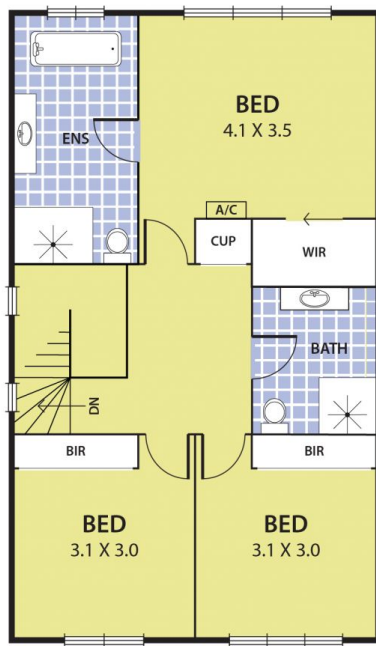 BED
4.1 X 3.5
ENS
A/C
CUP
WIR
BATH
DN
BIR
BIR
BED
3.1 X 3.0
BED
3.1 X 3.0